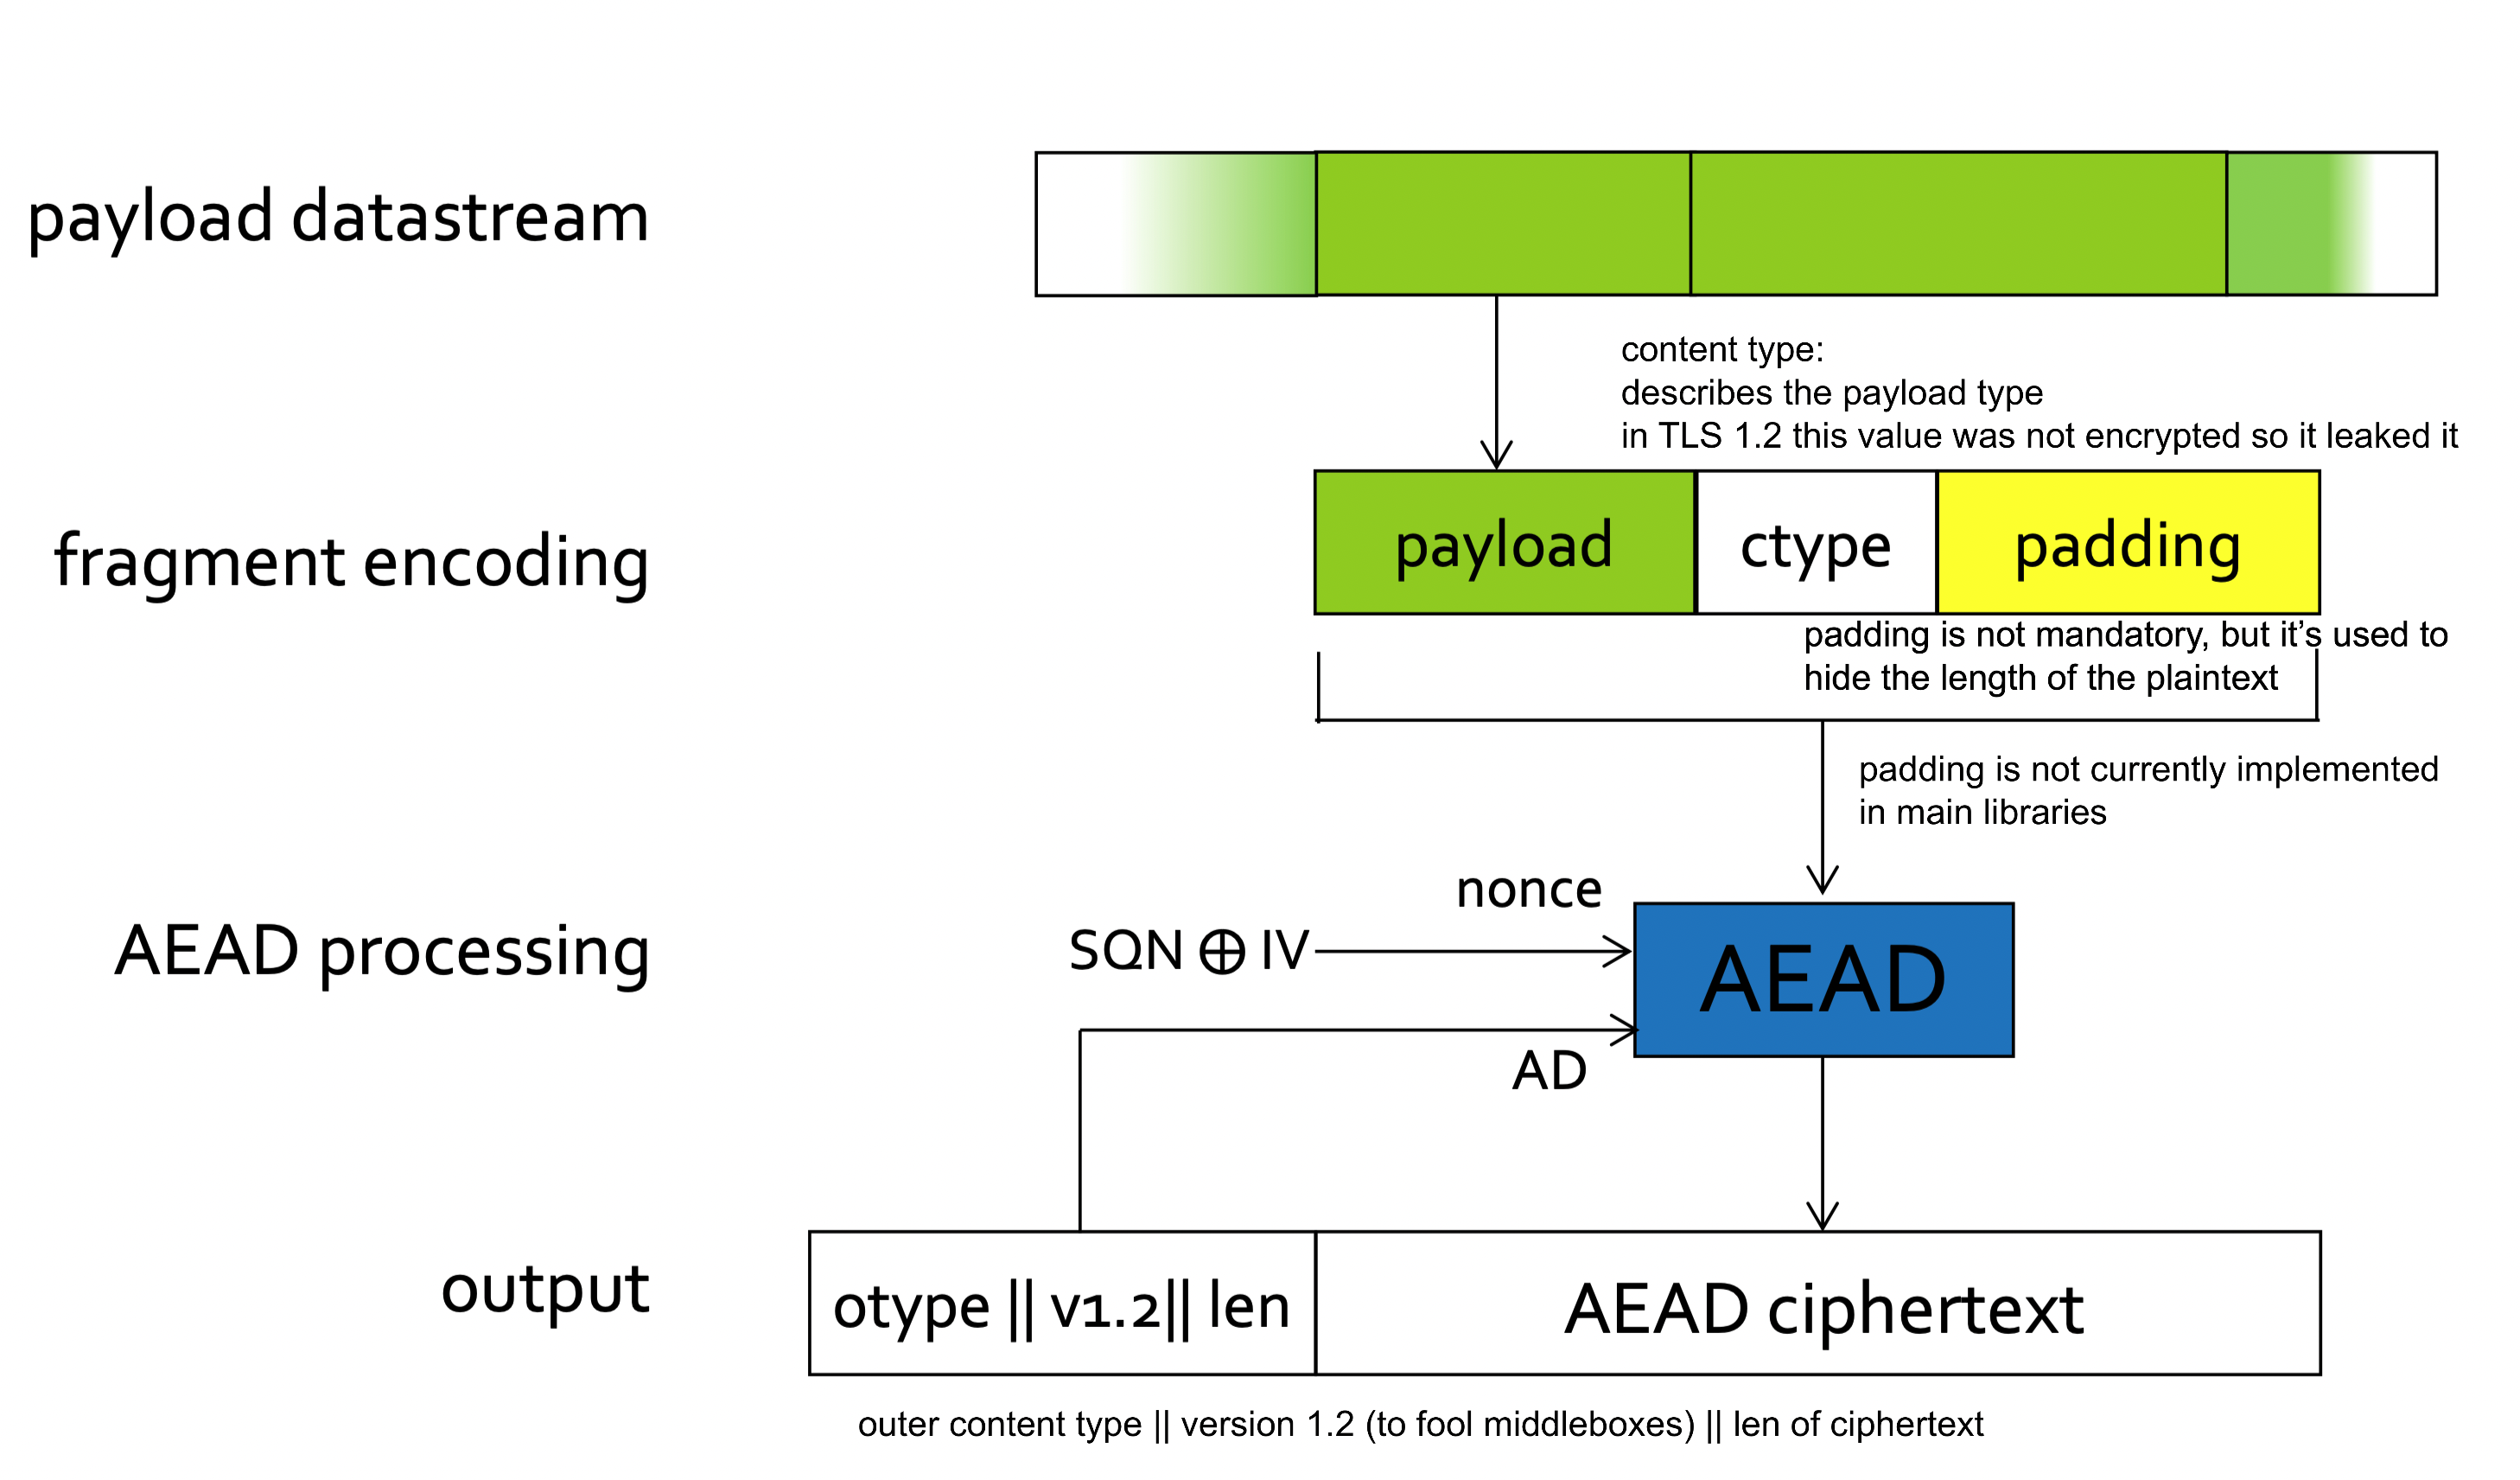 payload datastream
content type:
describes the payload type
in TLS 1.2 this value was not encrypted so it leaked it
fragment encoding
payload
ctype
padding
padding is not mandatory, but it’s used to
hide the length of the plaintext
padding is not currently implemented
in main libraries
nonce
AEAD processing
SQN ⊕ IV
AEAD
AD
output
otype || v1.2|| len
AEAD ciphertext
outer content type || version 1.2 (to fool middleboxes) || len of ciphertext